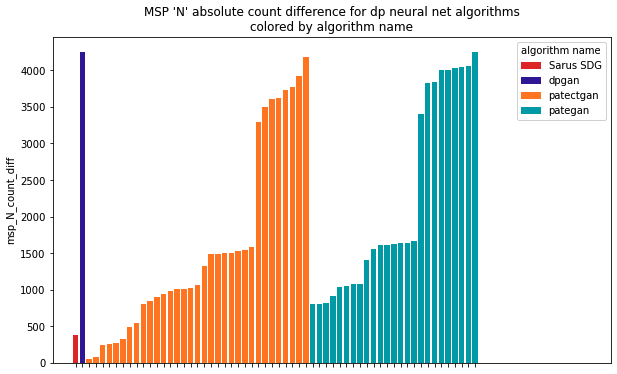 MSP 'N' absolute count difference for dp neural net algorithms
colored by algorithm name
algorithm name
Sarus SDG
dpgan
patectgan
pategan
msp_N_count_diff
4000
3500
3000
2500
2000
1500
1000
500
0